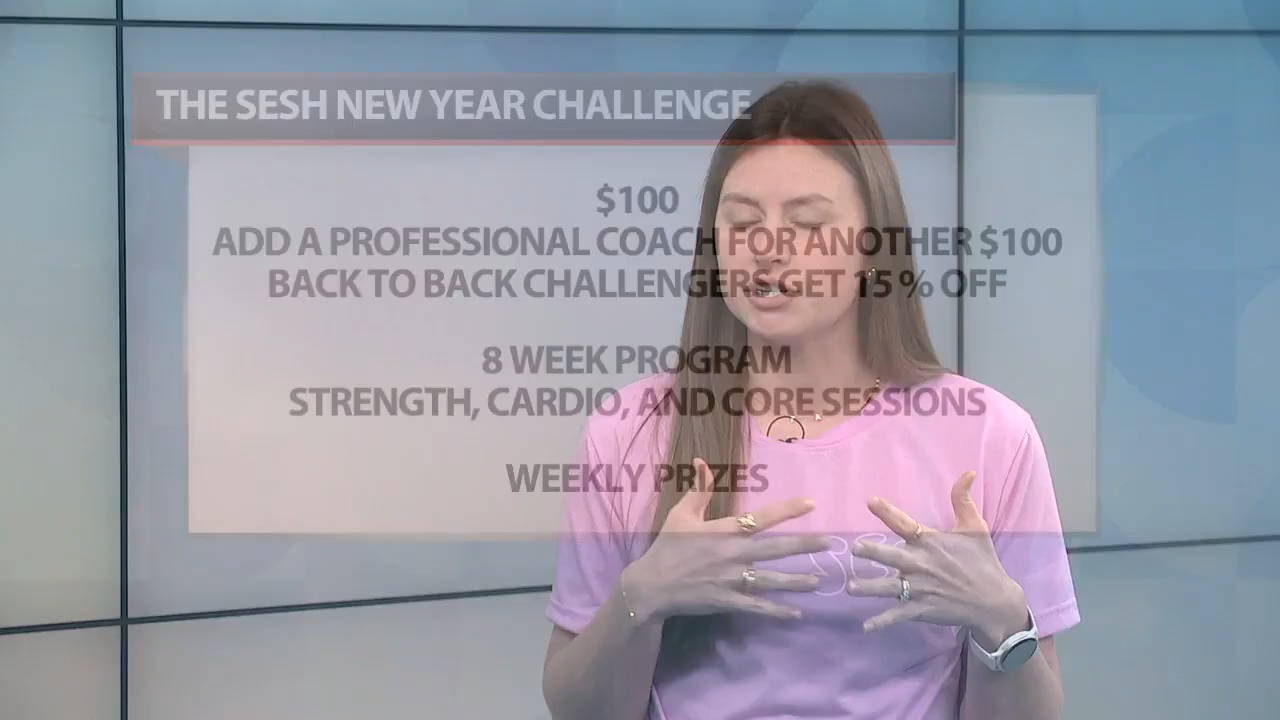 THE SESH NEW YEAR CHALLENGE
$100
ADD A PROFESSIONAL COACH FOR ANOTHER $100
BACK TO BACK CHALLENGERS GET 15% OFF
8 WEEK PROGRAM
STRENGTH, CARDIO, AND CORE SESSIONS
WEEKLY PRIZES